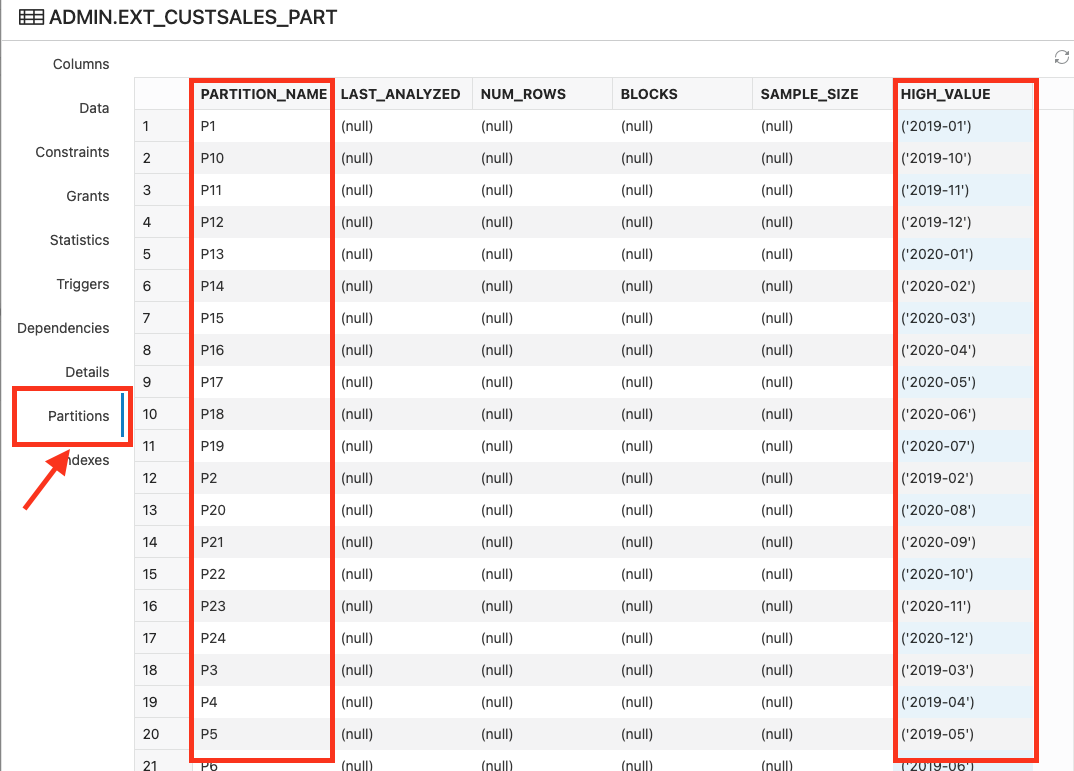 ADMIN.EXT_CUSTSALES_PART
Columns
Data
Constraints
Grants
Statistics
Triggers
Dependencies
Details
Partitions
ndexes
PARTITION_NAME LAST_ANALYZED NUM_ROWS BLOCKS SAMPLE_SIZE HIGH_VALUE
1 P1 (null) (null) (null) (null) ('2019-01')
2 P10 (null) (null) (null) (null) ('2019-10')
3 P11 (null) (null) (null) (null) ('2019-11')
4 P12 (null) (null) (null) (null) ('2019-12')
5 P13 (null) (null) (null) (null) ('2020-01')
6 P14 (null) (null) (null) (null) ('2020-02')
7 P15 (null) (null) (null) (null) ('2020-03')
8 P16 (null) (null) (null) (null) ('2020-04')
9 P17 (null) (null) (null) (null) ('2020-05')
10 P18 (null) (null) (null) (null) ('2020-06')
11 P19 (null) (null) (null) (null) ('2020-07')
12 P2 (null) (null) (null) (null) ('2019-02')
13 P20 (null) (null) (null) (null) ('2020-08')
14 P21 (null) (null) (null) (null) ('2020-09')
15 P22 (null) (null) (null) (null) ('2020-10')
16 P23 (null) (null) (null) (null) ('2020-11')
17 P24 (null) (null) (null) (null) ('2020-12')
18 P3 (null) (null) (null) (null) ('2019-03')
19 P4 (null) (null) (null) (null) ('2019-04')
20 P5 (null) (null) (null) (null) ('2019-05')
21 P6 (null) (null) (null) (null) ('2019-06')